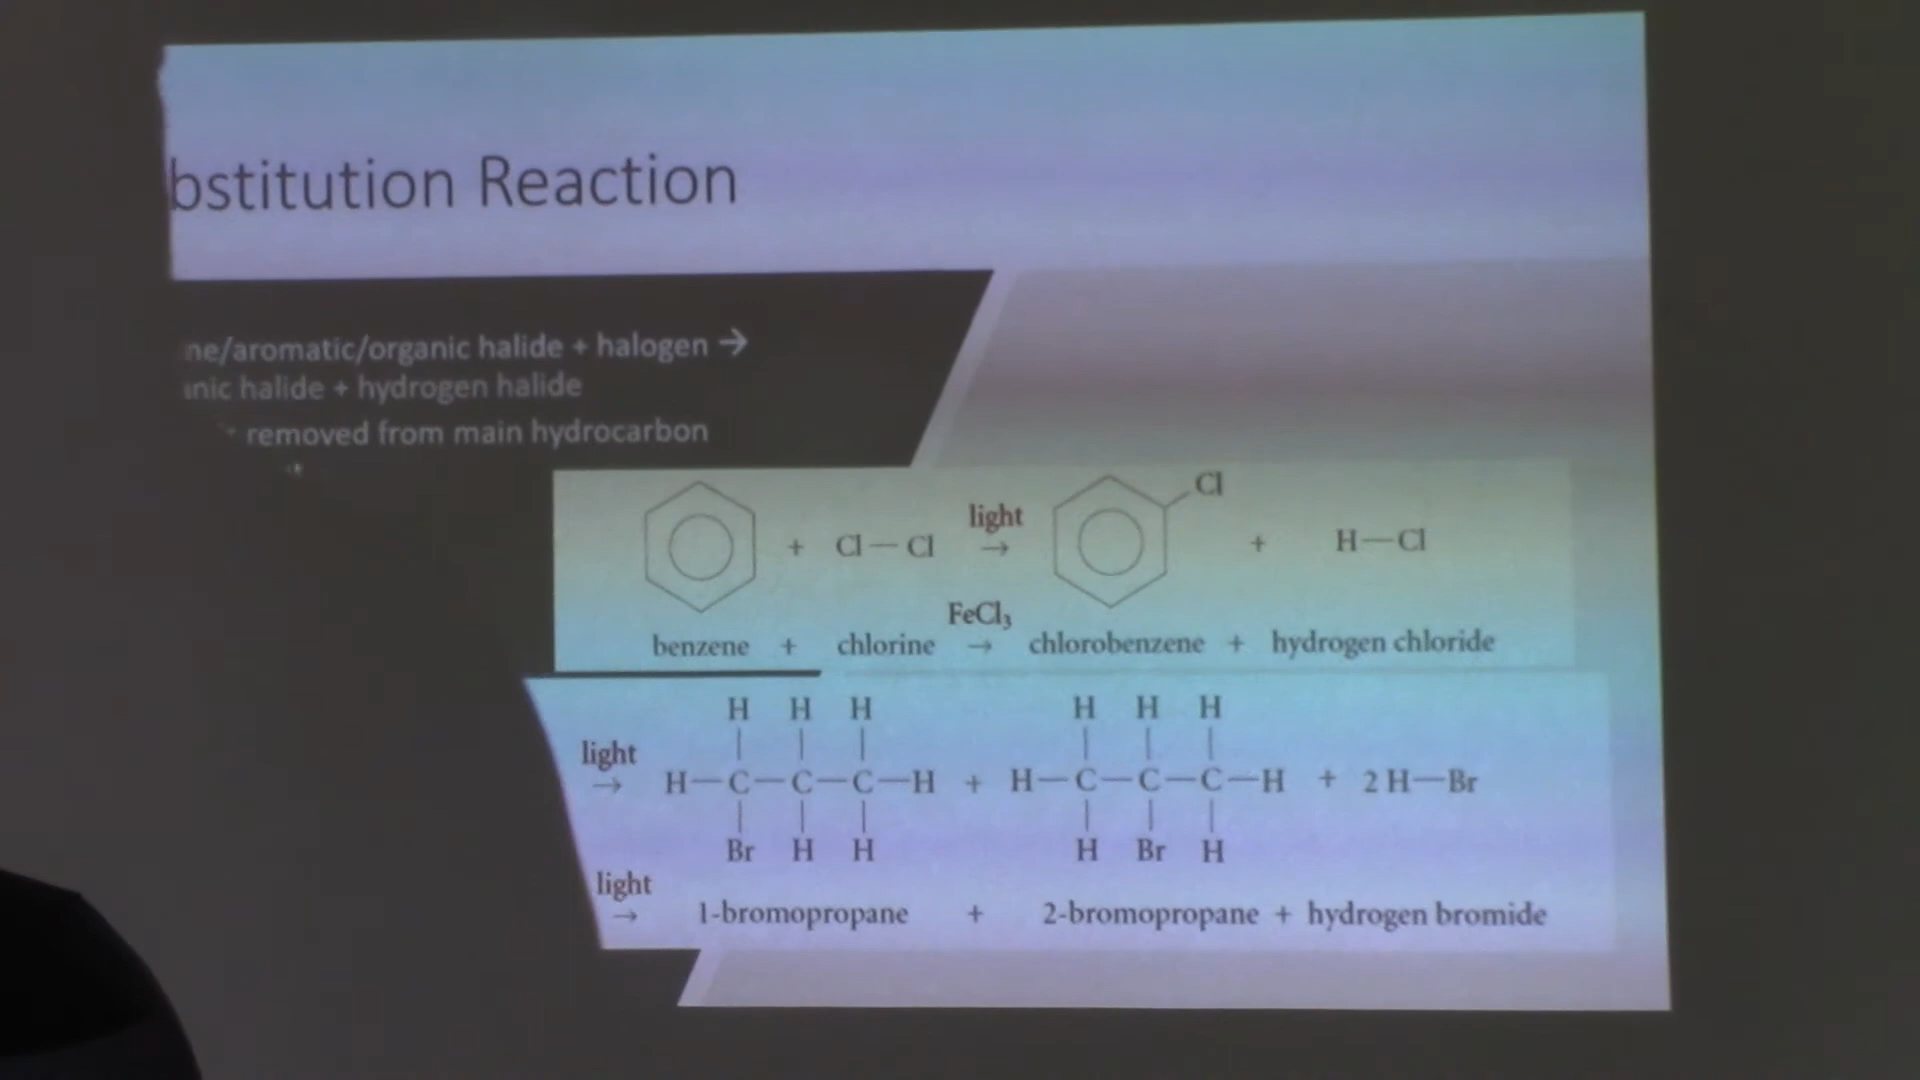 bstitution Reaction
ne/aromatic/organic halide + halogen →
nic halide + hydrogen halide
removed from main hydrocarbon
+ Cl—Cl light → Cl + H—Cl
FeCl₃
benzene + chlorine → chlorobenzene + hydrogen chloride
H H H H H H
light
→ H—C—C—C—H + H—C—C—C—H + 2 H—Br
Br H H H Br H
light
→ 1-bromopropane + 2-bromopropane + hydrogen bromide